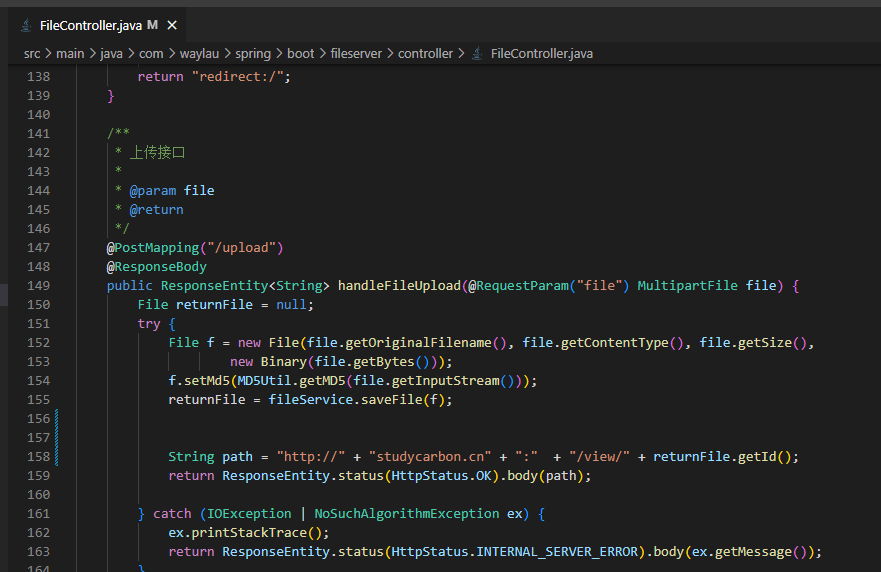 FileController.java M ×
src > main > java > com > waylau > spring > boot > fileserver > controller > FileController.java
138 return "redirect:/";
139 }
140
141 /**
142 * 上传接口
143 *
144 * @param file
145 * @return
146 */
147 @PostMapping("/upload")
148 @ResponseBody
149 public ResponseEntity<String> handleFileUpload(@RequestParam("file") MultipartFile file) {
150 File returnFile = null;
151 try {
152 File f = new File(file.getOriginalFilename(), file.getContentType(), file.getSize(),
153 new Binary(file.getBytes()));
154 f.setMd5(MD5Util.getMD5(file.getInputStream()));
155 returnFile = fileService.saveFile(f);
156
157
158 String path = "http://" + "studycarbon.cn" + ":"  + "/view/" + returnFile.getId();
159 return ResponseEntity.status(HttpStatus.OK).body(path);
160
161 } catch (IOException | NoSuchAlgorithmException ex) {
162 ex.printStackTrace();
163 return ResponseEntity.status(HttpStatus.INTERNAL_SERVER_ERROR).body(ex.getMessage());
164 }